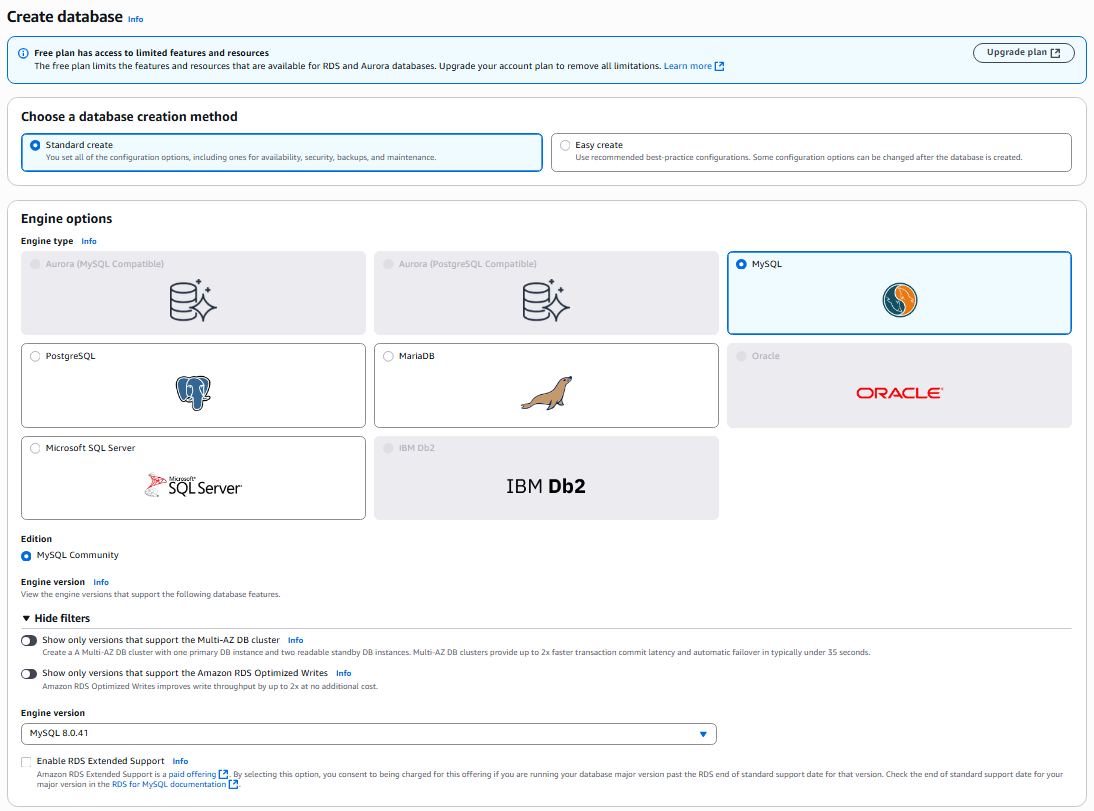 Create database Info
Free plan has access to limited features and resources
The free plan limits the features and resources that are available for RDS and Aurora databases. Upgrade your account plan to remove all limitations. Learn more
Upgrade plan
Choose a database creation method
Standard create
You set all of the configuration options, including ones for availability, security, backups, and maintenance.
Easy create
Use recommended best-practice configurations. Some configuration options can be changed after the database is created.
Engine options
Engine type Info
Aurora (MySQL Compatible)
Aurora (PostgreSQL Compatible)
MySQL
PostgreSQL
MariaDB
Oracle
ORACLE
Microsoft SQL Server
Microsoft
SQL Server
IBM Db2
IBM Db2
Edition
MySQL Community
Engine version Info
View the engine versions that support the following database features.
Hide filters
Show only versions that support the Multi-AZ DB cluster Info
Create a A Multi-AZ DB cluster with one primary DB instance and two readable standby DB instances. Multi-AZ DB clusters provide up to 2x faster transaction commit latency and automatic failover in typically under 35 seconds.
Show only versions that support the Amazon RDS Optimized Writes Info
Amazon RDS Optimized Writes improves write throughput by up to 2x at no additional cost.
Engine version
MySQL 8.0.41
Enable RDS Extended Support Info
Amazon RDS Extended Support is a paid offering. By selecting this option, you consent to being charged for this offering if you are running your database major version past the RDS end of standard support date for that version. Check the end of standard support date for your
major version in the RDS for MySQL documentation.